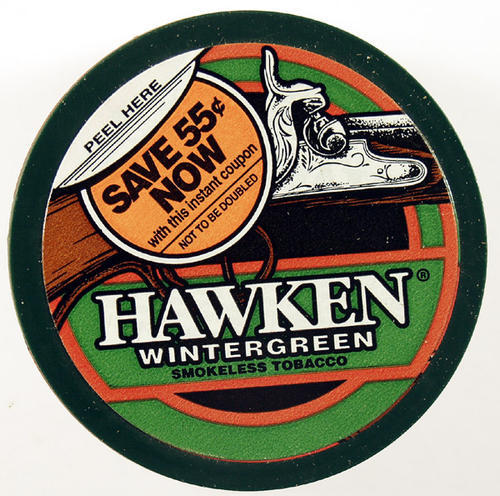 PEEL HERE
SAVE 55¢
NOW
with this instant coupon
NOT TO BE DOUBLED
HAWKEN®
WINTERGREEN
SMOKELESS TOBACCO